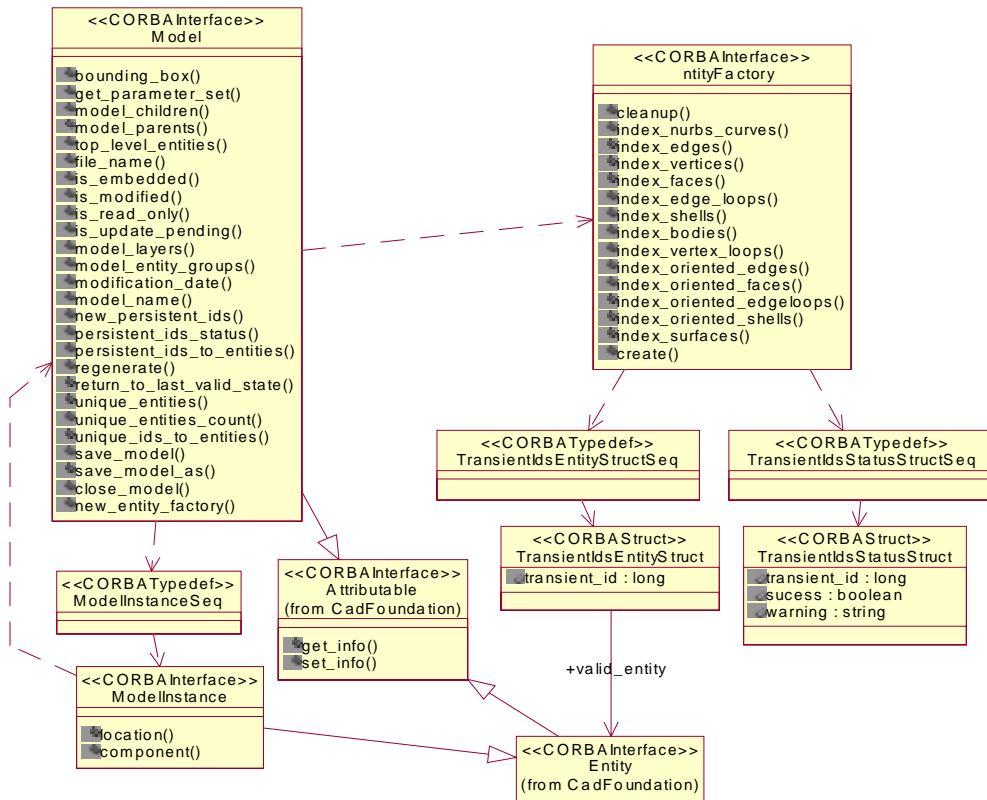 <<CORBAInterface>>
Model
bounding_box()
get_parameter_set()
model_children()
model_parents()
top_level_entities()
file_name()
is_embedded()
is_modified()
is_read_only()
is_update_pending()
model_layers()
model_entity_groups()
modification_date()
model_name()
new_persistent_ids()
persistent_ids_status()
persistent_ids_to_entities()
regenerate()
return_to_last_valid_state()
unique_entities()
unique_entities_count()
unique_ids_to_entities()
save_model()
save_model_as()
close_model()
new_entity_factory()
<<CORBAInterface>>
ntityFactory
cleanup()
index_nurbs_curves()
index_edges()
index_vertices()
index_faces()
index_edge_loops()
index_shells()
index_bodies()
index_vertex_loops()
index_oriented_edges()
index_oriented_faces()
index_oriented_edgeloops()
index_oriented_shells()
index_surfaces()
create()
<<CORBATypedef>>
TransientIdsEntityStructSeq
<<CORBATypedef>>
TransientIdsStatusStructSeq
<<CORBAStruct>>
TransientIdsEntityStruct
transient_id : long
<<CORBAStruct>>
TransientIdsStatusStruct
transient_id : long
sucess : boolean
warning : string
<<CORBATypedef>>
ModelInstanceSeq
<<CORBAInterface>>
Attributable
(from CadFoundation)
get_info()
set_info()
+valid_entity
<<CORBAInterface>>
ModelInstance
location()
component()
<<CORBAInterface>>
Entity
(from CadFoundation)